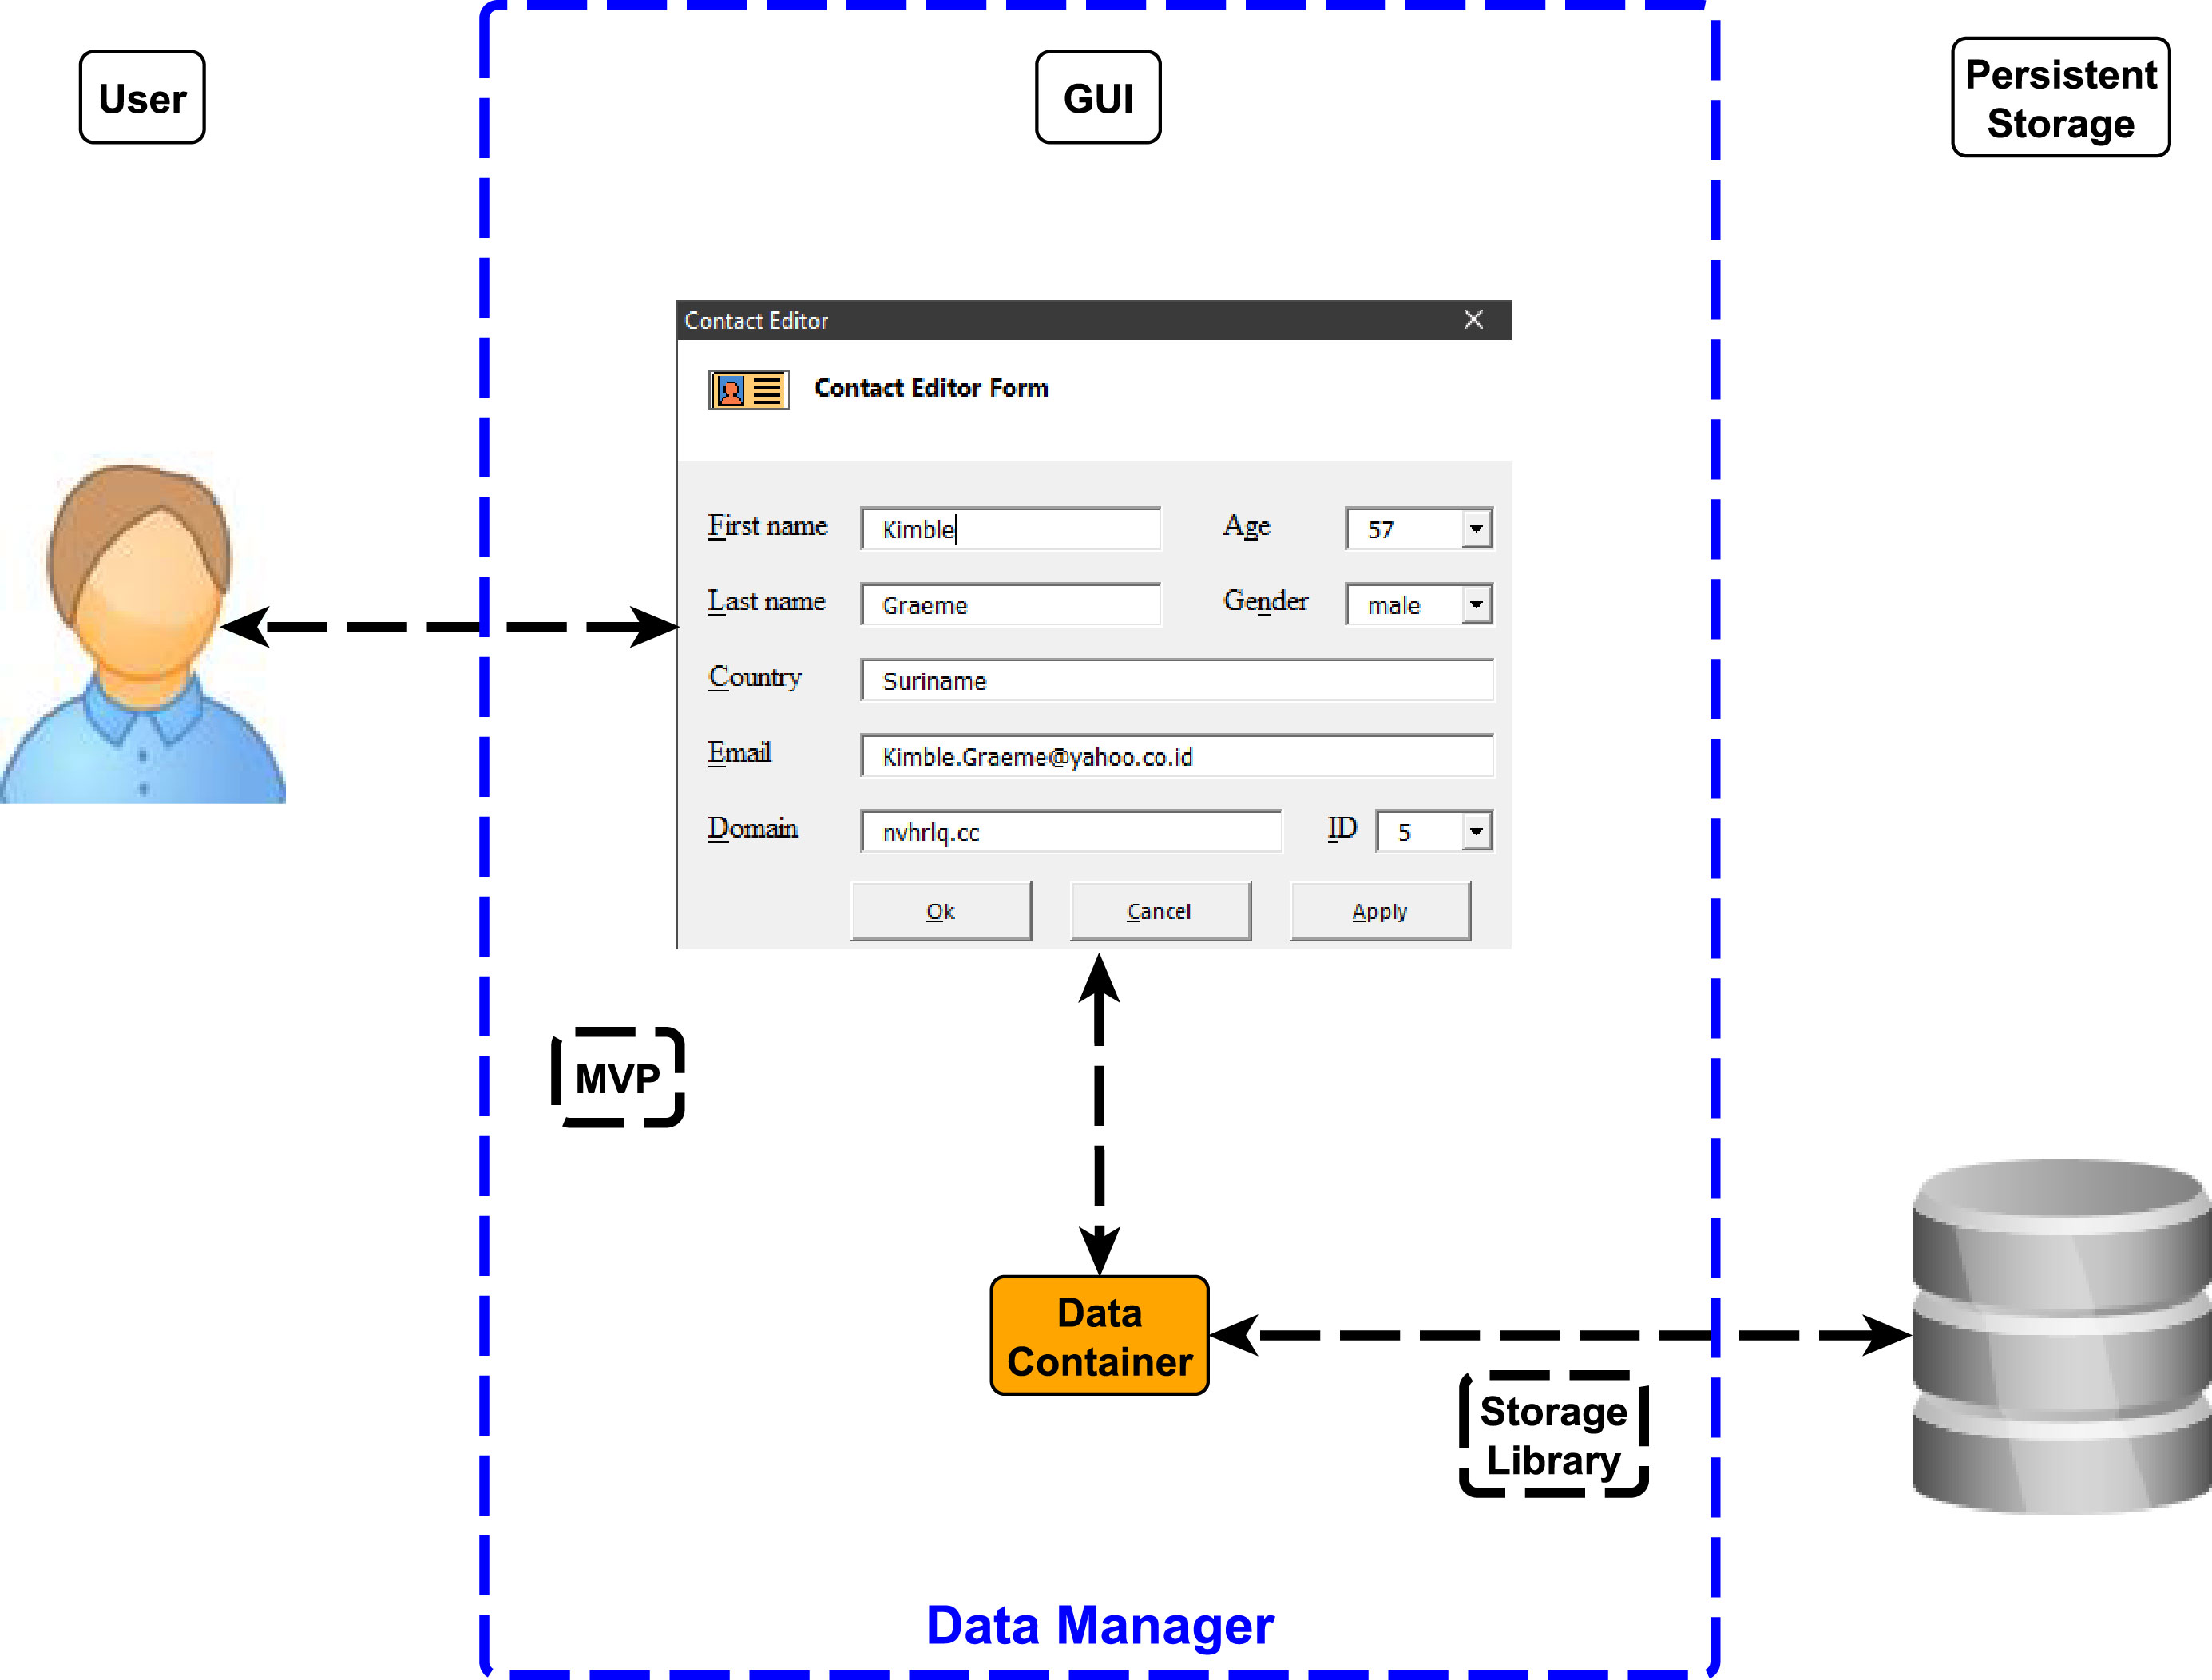 User
GUI
Persistent
Storage
Contact Editor
Contact Editor Form
First name Kimble Age 57
Last name Graeme Gender male
Country Suriname
Email Kimble.Graeme@yahoo.co.id
Domain nvhrlq.cc ID 5
Ok Cancel Apply
MVP
Data
Container
Storage
Library
Data Manager